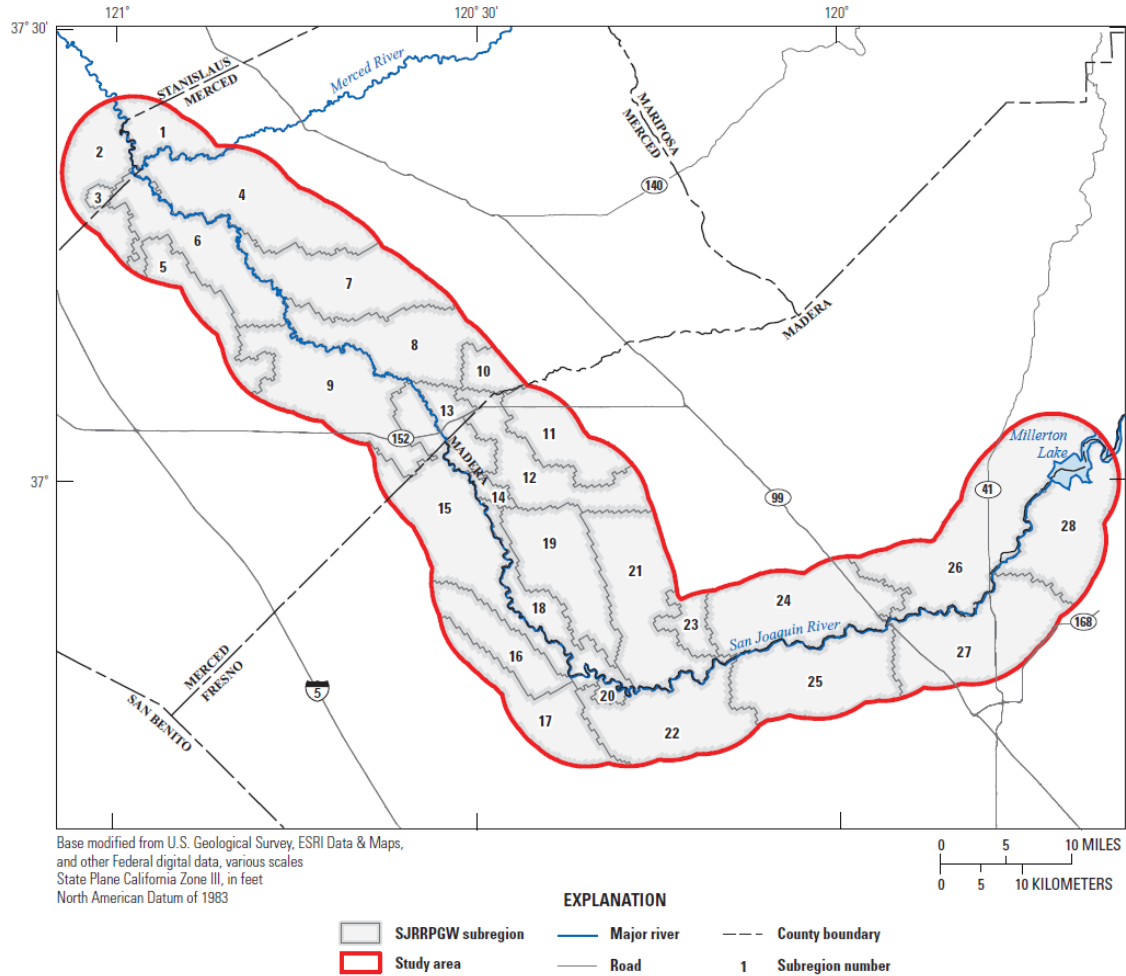 121°
120° 30'
120°
37° 30'
37°
STANISLAUS
MERCED
Merced River
MARIPOSA
MERCED
140
1
2
3
4
5
6
7
8
9
10
MADERA
11
12
13
152
MADERA
14
15
Millerton
Lake
41
99
28
19
21
26
18
24
23
San Joaquin River
168
16
27
25
20
MERCED
FRESNO
17
22
5
SAN BENITO
Base modified from U.S. Geological Survey, ESRI Data & Maps,
and other Federal digital data, various scales
State Plane California Zone III, in feet
North American Datum of 1983
0 5 10 MILES
0 5 10 KILOMETERS
EXPLANATION
SJRRPGW subregion
Major river
County boundary
Study area
Road
1 Subregion number